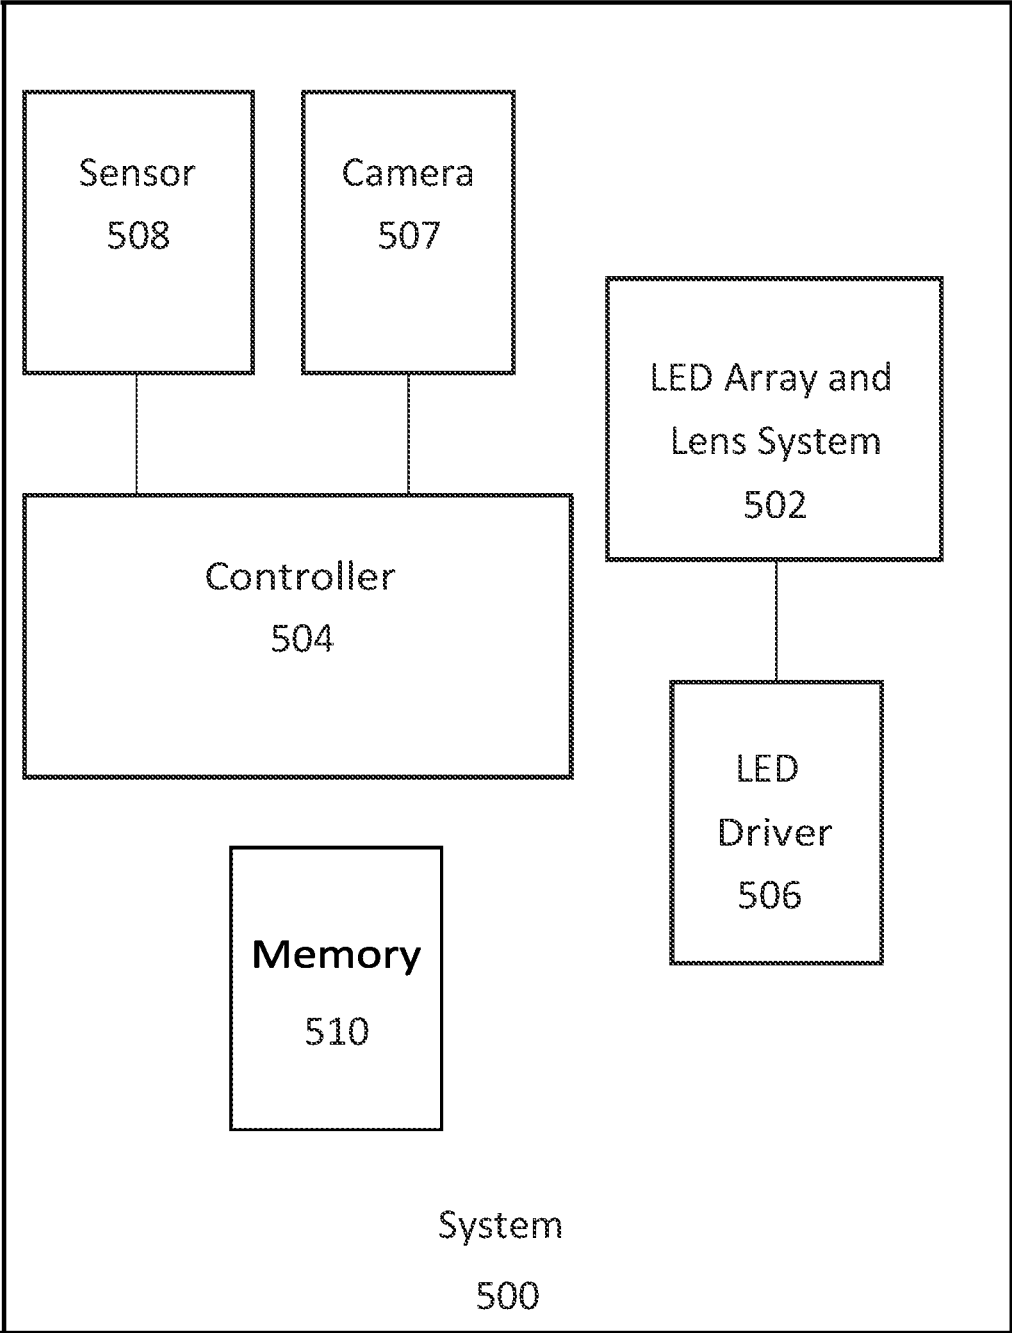 Sensor
508
Camera
507
LED Array and
Lens System
502
Controller
504
LED
Driver
506
Memory
510
System
500